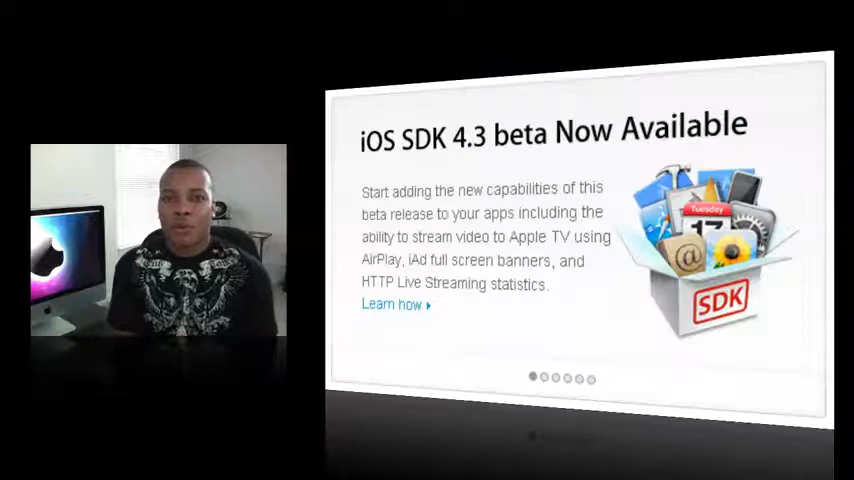 iOS SDK 4.3 beta Now Available
Start adding the new capabilities of this
beta release to your apps including the
ability to stream video to Apple TV using
AirPlay, iAd full screen banners, and
HTTP Live Streaming statistics.
Learn how
Tuesday
17
@
SDK